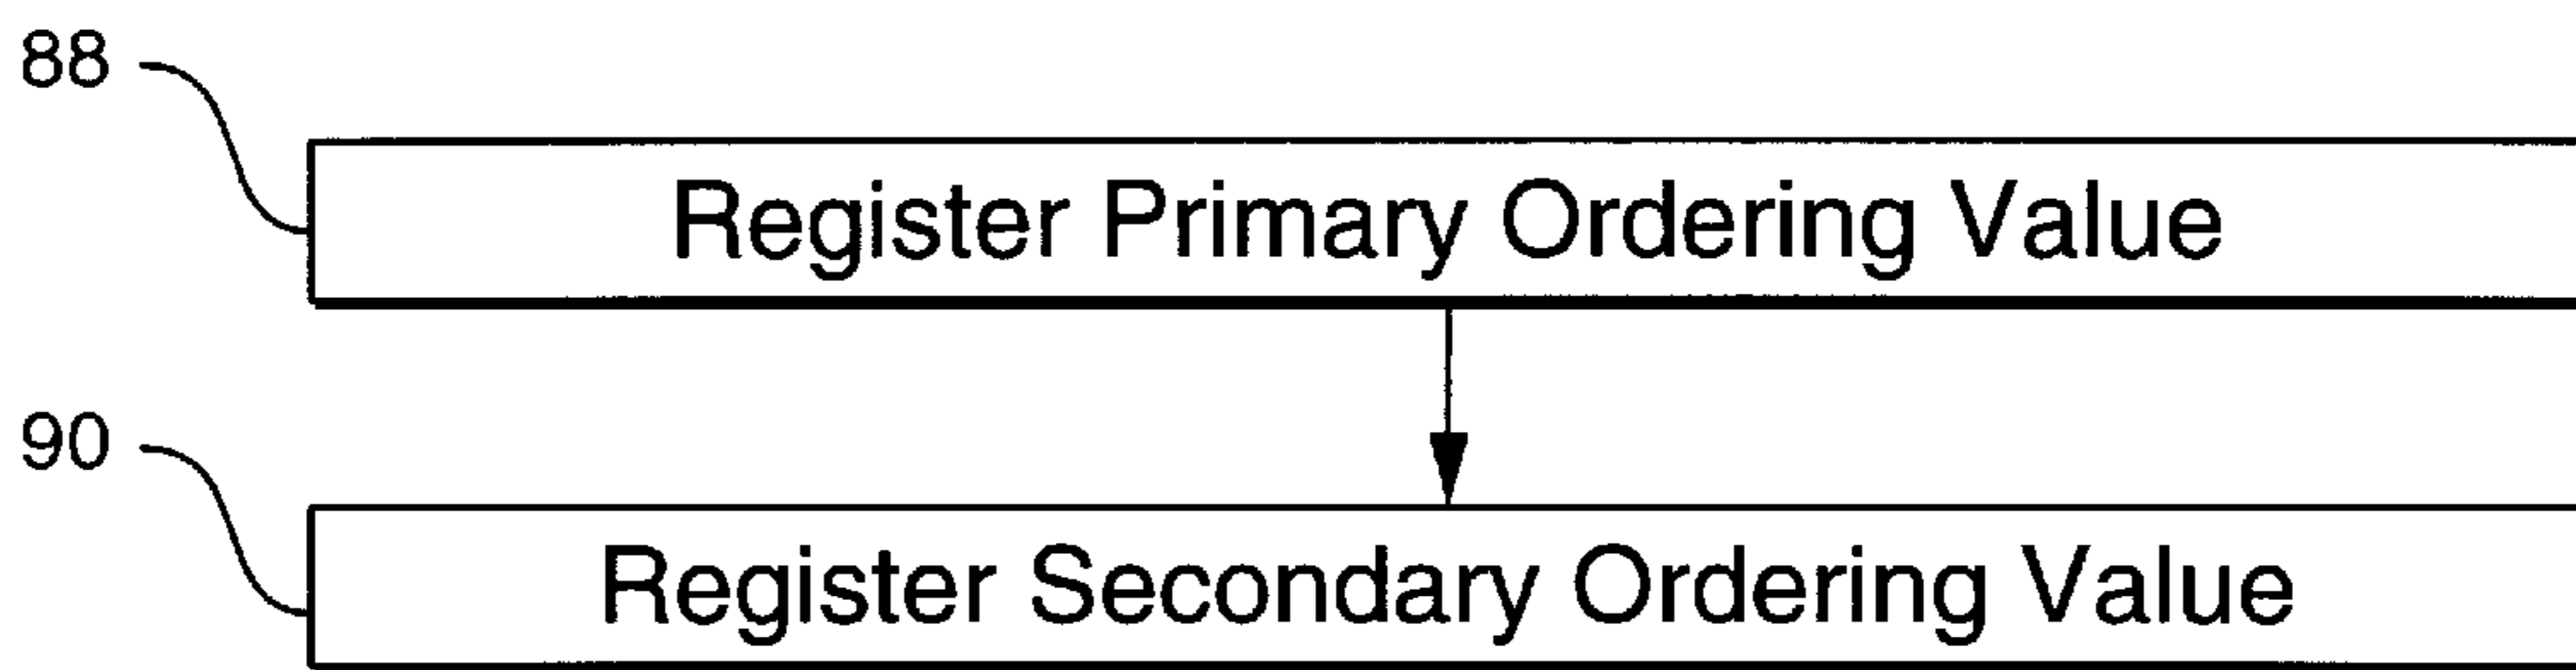 88
Register Primary Ordering Value
90
Register Secondary Ordering Value